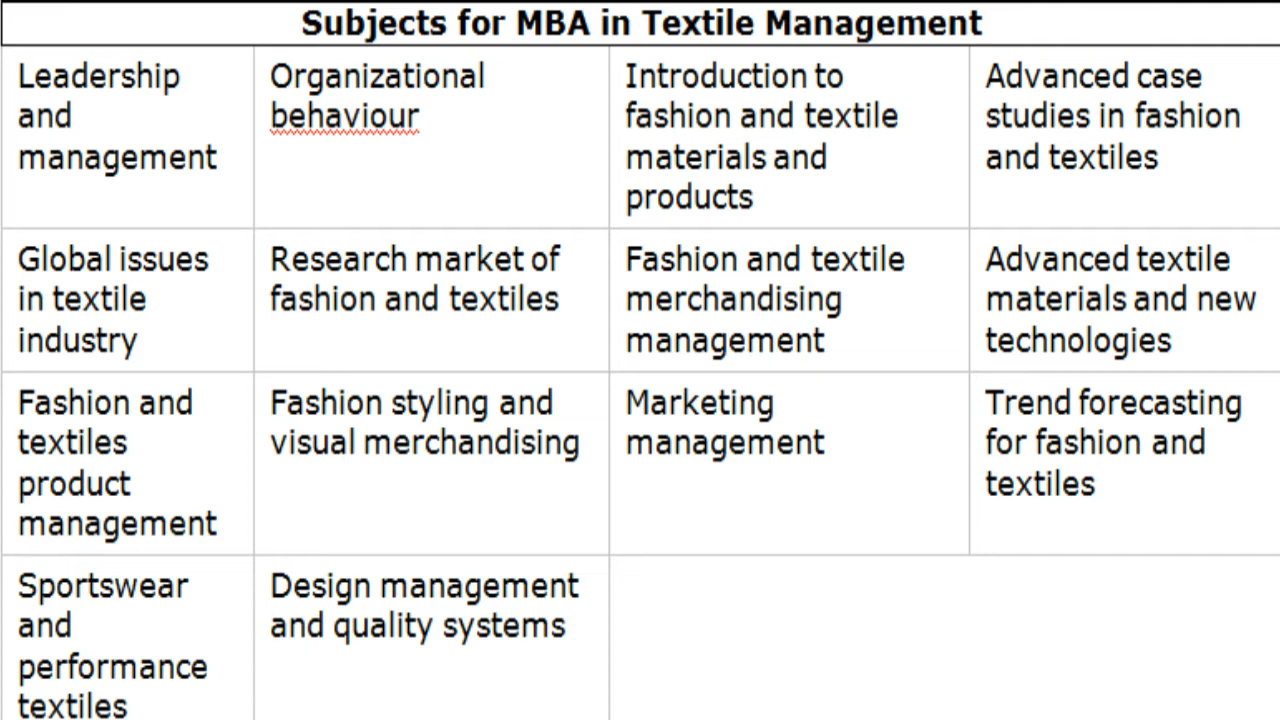 Subjects for MBA in Textile Management
Leadership
and
management
Organizational
behaviour
Introduction to
fashion and textile
materials and
products
Advanced case
studies in fashion
and textiles
Global issues
in textile
industry
Research market of
fashion and textiles
Fashion and textile
merchandising
management
Advanced textile
materials and new
technologies
Fashion and
textiles
product
management
Fashion styling and
visual merchandising
Marketing
management
Trend forecasting
for fashion and
textiles
Sportswear
and
performance
textiles
Design management
and quality systems